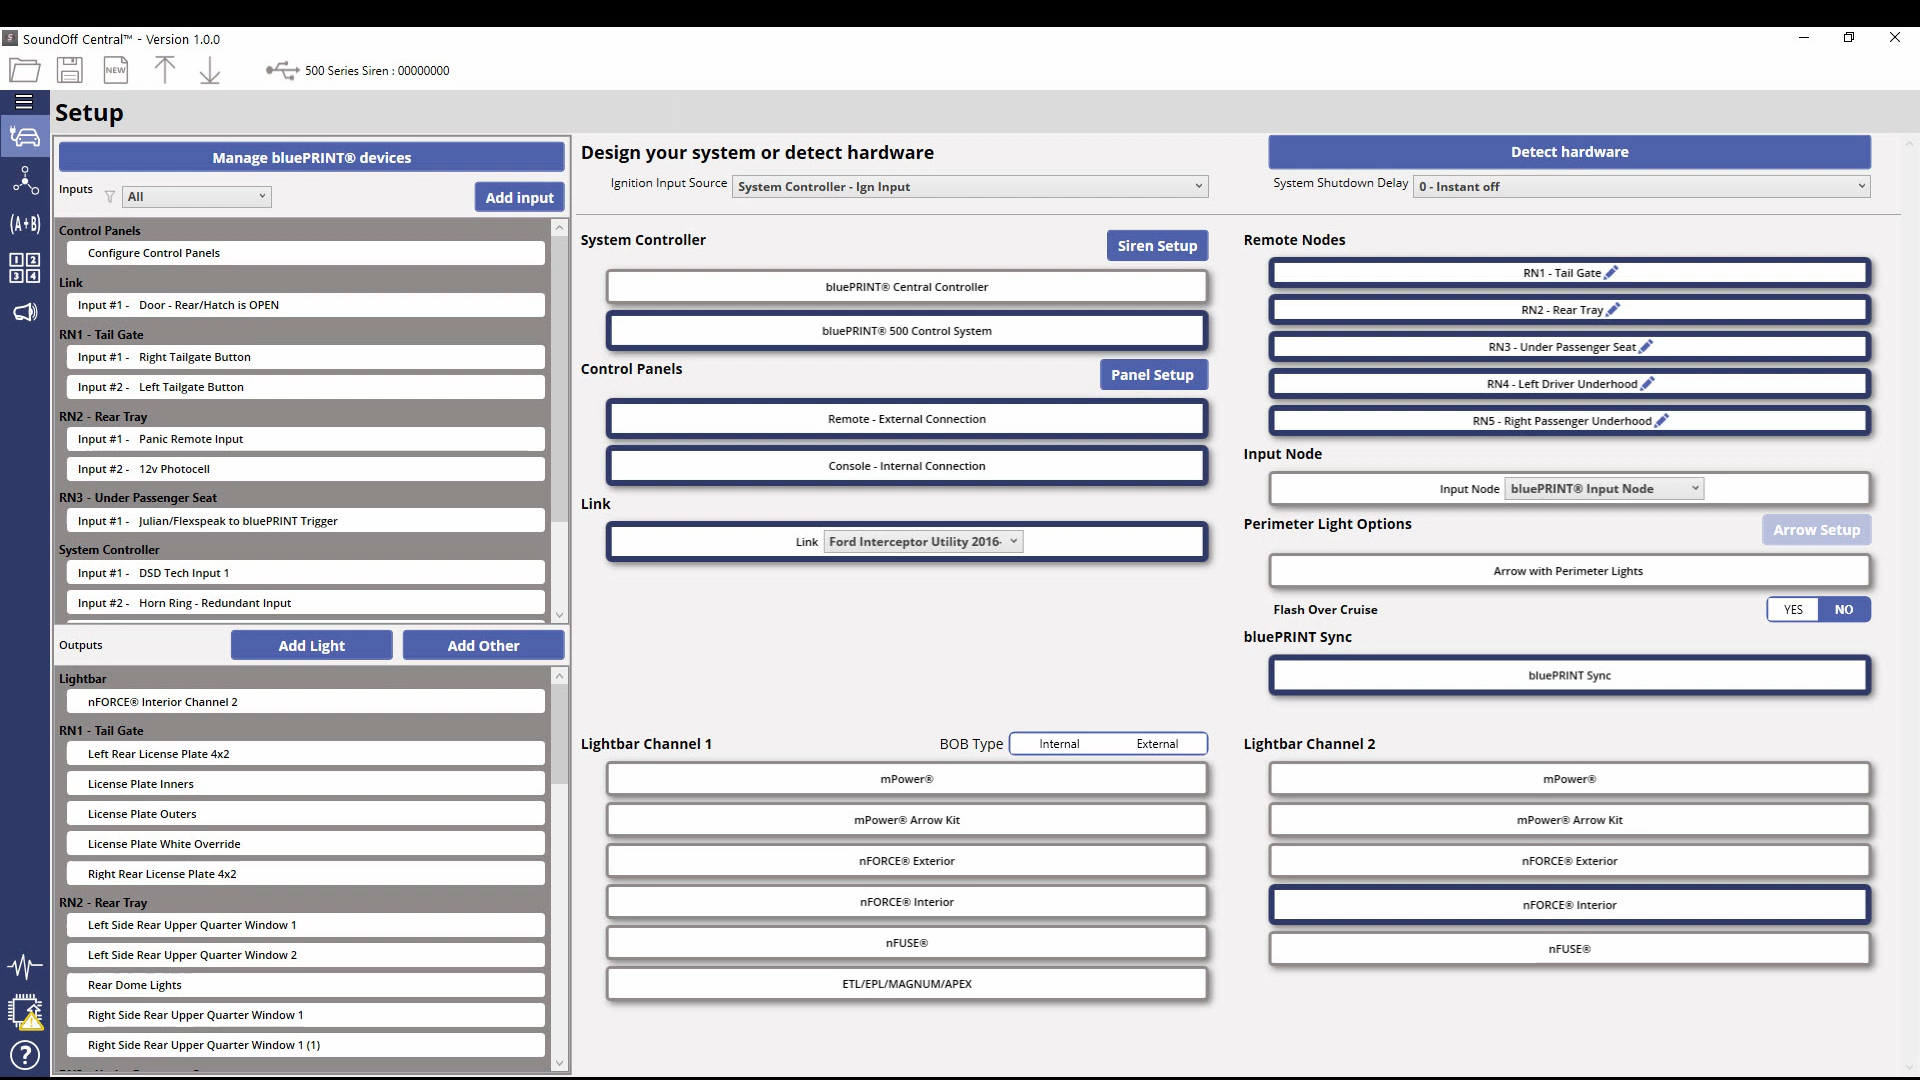 SoundOff Central™ - Version 1.0.0
NEW
500 Series Siren : 00000000
Setup
Manage bluePRINT® devices
Inputs
All
Add input
Control Panels
Configure Control Panels
Link
Input #1 - Door - Rear/Hatch is OPEN
RN1 - Tail Gate
Input #1 - Right Tailgate Button
Input #2 - Left Tailgate Button
RN2 - Rear Tray
Input #1 - Panic Remote Input
Input #2 - 12v Photocell
RN3 - Under Passenger Seat
Input #1 - Julian/Flexspeak to bluePRINT Trigger
System Controller
Input #1 - DSD Tech Input 1
Input #2 - Horn Ring - Redundant Input
Outputs
Add Light
Add Other
Lightbar
nFORCE® Interior Channel 2
RN1 - Tail Gate
Left Rear License Plate 4x2
License Plate Inners
License Plate Outers
License Plate White Override
Right Rear License Plate 4x2
RN2 - Rear Tray
Left Side Rear Upper Quarter Window 1
Left Side Rear Upper Quarter Window 2
Rear Dome Lights
Right Side Rear Upper Quarter Window 1
Right Side Rear Upper Quarter Window 1 (1)
(A+B)
1 2
3 4
?
Design your system or detect hardware
Detect hardware
Ignition Input Source
System Controller - Ign Input
System Shutdown Delay
0 - Instant off
System Controller
Siren Setup
bluePRINT® Central Controller
bluePRINT® 500 Control System
Control Panels
Panel Setup
Remote - External Connection
Console - Internal Connection
Link
Link
Ford Interceptor Utility 2016-
Remote Nodes
RN1 - Tail Gate
RN2 - Rear Tray
RN3 - Under Passenger Seat
RN4 - Left Driver Underhood
RN5 - Right Passenger Underhood
Input Node
Input Node
bluePRINT® Input Node
Perimeter Light Options
Arrow Setup
Arrow with Perimeter Lights
Flash Over Cruise
YES
NO
bluePRINT Sync
bluePRINT Sync
Lightbar Channel 1
BOB Type
Internal
External
mPower®
mPower® Arrow Kit
nFORCE® Exterior
nFORCE® Interior
nFUSE®
ETL/EPL/MAGNUM/APEX
Lightbar Channel 2
mPower®
mPower® Arrow Kit
nFORCE® Exterior
nFORCE® Interior
nFUSE®